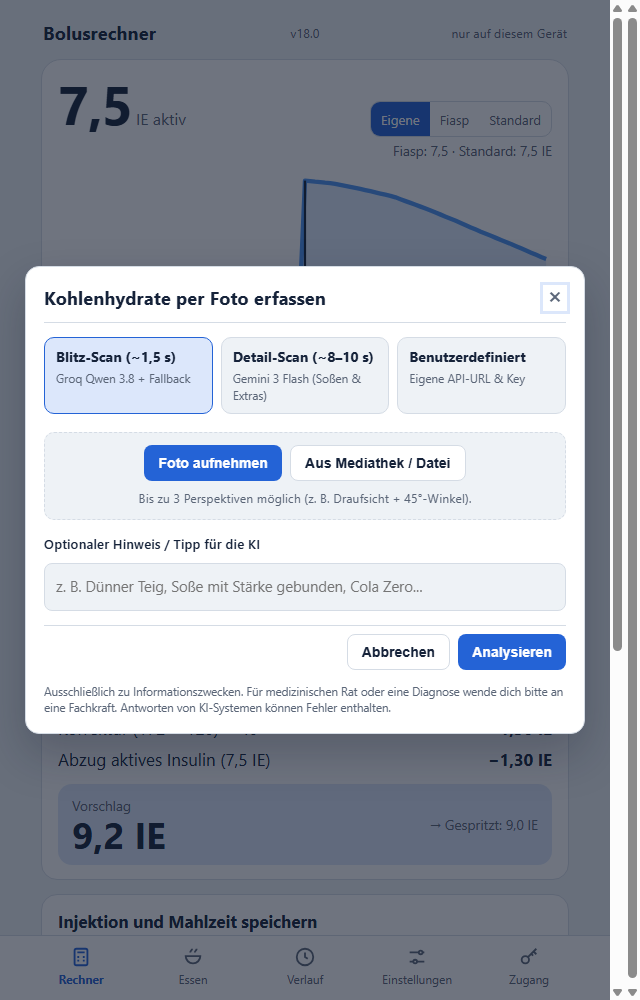 Bolusrechner
v18.0
nur auf diesem Gerät
7,5 IE aktiv
Eigene
Fiasp
Standard
Fiasp: 7,5 · Standard: 7,5 IE
Kohlenhydrate per Foto erfassen
×
Blitz-Scan (~1,5 s)
Groq Qwen 3.8 + Fallback
Detail-Scan (~8–10 s)
Gemini 3 Flash (Soßen &
Extras)
Benutzerdefiniert
Eigene API-URL & Key
Foto aufnehmen
Aus Mediathek / Datei
Bis zu 3 Perspektiven möglich (z. B. Draufsicht + 45°-Winkel).
Optionaler Hinweis / Tipp für die KI
z. B. Dünner Teig, Soße mit Stärke gebunden, Cola Zero...
Abbrechen
Analysieren
Ausschließlich zu Informationszwecken. Für medizinischen Rat oder eine Diagnose wende dich bitte an
eine Fachkraft. Antworten von KI-Systemen können Fehler enthalten.
Abzug aktives Insulin (7,5 IE)
−1,30 IE
Vorschlag
9,2 IE
→ Gespritzt: 9,0 IE
Injektion und Mahlzeit speichern
Rechner
Essen
Verlauf
Einstellungen
Zugang